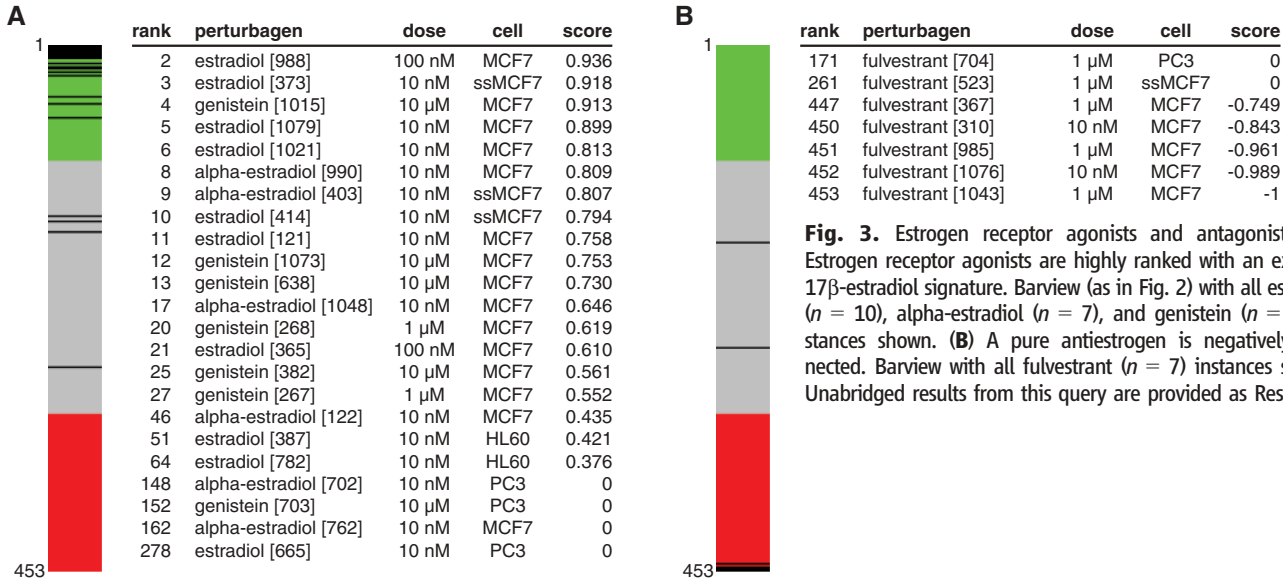 A
rank perturbagen dose cell score
1
2 estradiol [988] 100 nM MCF7 0.936
3 estradiol [373] 10 nM ssMCF7 0.918
4 genistein [1015] 10 µM MCF7 0.913
5 estradiol [1079] 10 nM MCF7 0.899
6 estradiol [1021] 10 nM MCF7 0.813
8 alpha-estradiol [990] 10 nM MCF7 0.809
9 alpha-estradiol [403] 10 nM ssMCF7 0.807
10 estradiol [414] 10 nM ssMCF7 0.794
11 estradiol [121] 10 nM MCF7 0.758
12 genistein [1073] 10 µM MCF7 0.753
13 genistein [638] 10 µM MCF7 0.730
17 alpha-estradiol [1048] 10 nM MCF7 0.646
20 genistein [268] 1 µM MCF7 0.619
21 estradiol [365] 100 nM MCF7 0.610
25 genistein [382] 10 µM MCF7 0.561
27 genistein [267] 1 µM MCF7 0.552
46 alpha-estradiol [122] 10 nM MCF7 0.435
51 estradiol [387] 10 nM HL60 0.421
64 estradiol [782] 10 nM HL60 0.376
148 alpha-estradiol [702] 10 nM PC3 0
152 genistein [703] 10 µM PC3 0
162 alpha-estradiol [762] 10 nM MCF7 0
278 estradiol [665] 10 nM PC3 0
453
B
rank perturbagen dose cell score
1
171 fulvestrant [704] 1 µM PC3 0
261 fulvestrant [523] 1 µM ssMCF7 0
447 fulvestrant [367] 1 µM MCF7 -0.749
450 fulvestrant [310] 10 nM MCF7 -0.843
451 fulvestrant [985] 1 µM MCF7 -0.961
452 fulvestrant [1076] 10 nM MCF7 -0.989
453 fulvestrant [1043] 1 µM MCF7 -1
453
Fig. 3. Estrogen receptor agonists and antagonist
Estrogen receptor agonists are highly ranked with an e
17β-estradiol signature. Barview (as in Fig. 2) with all es
(n = 10), alpha-estradiol (n = 7), and genistein (n =
stances shown. (B) A pure antiestrogen is negatively
nected. Barview with all fulvestrant (n = 7) instances s
Unabridged results from this query are provided as Res